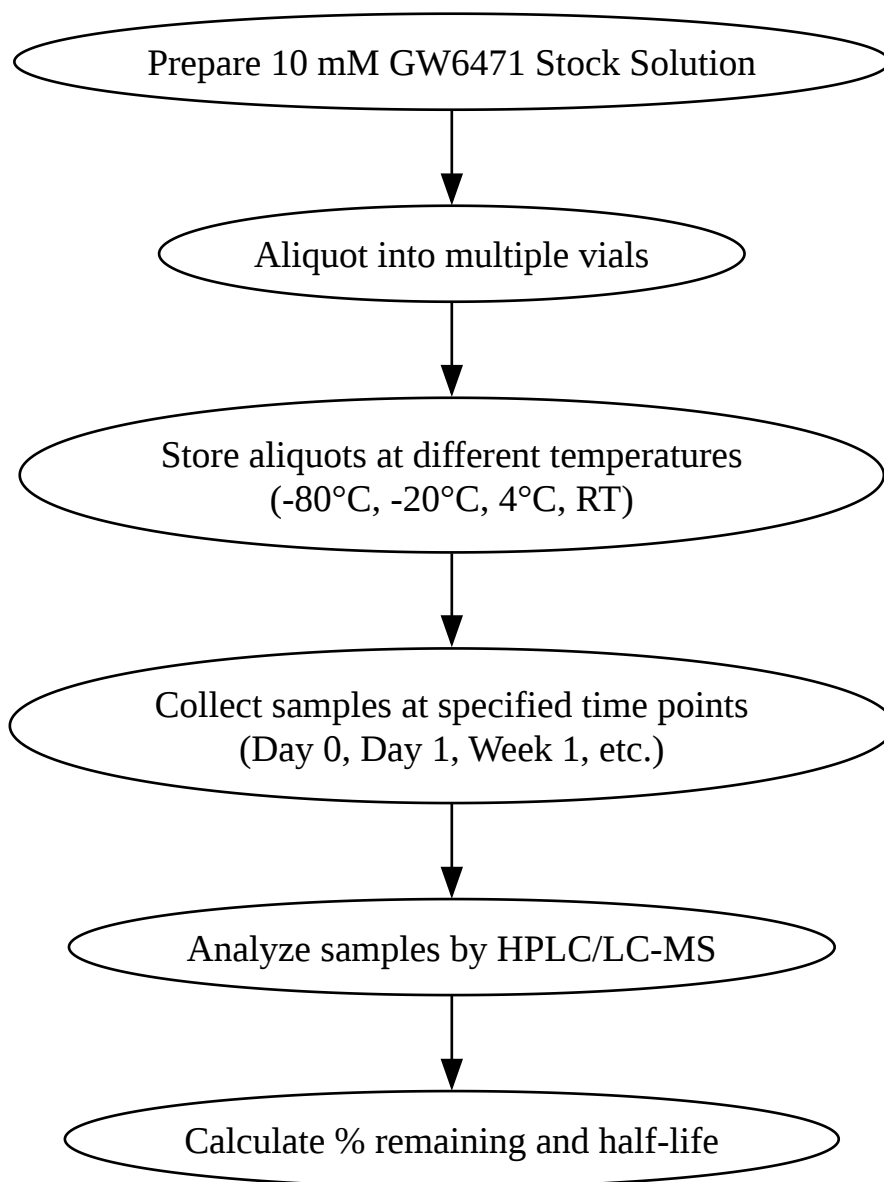 Prepare 10 mM GW6471 Stock Solution
Aliquot into multiple vials
Store aliquots at different temperatures
(-80°C, -20°C, 4°C, RT)
Collect samples at specified time points
(Day 0, Day 1, Week 1, etc.)
Analyze samples by HPLC/LC-MS
Calculate % remaining and half-life